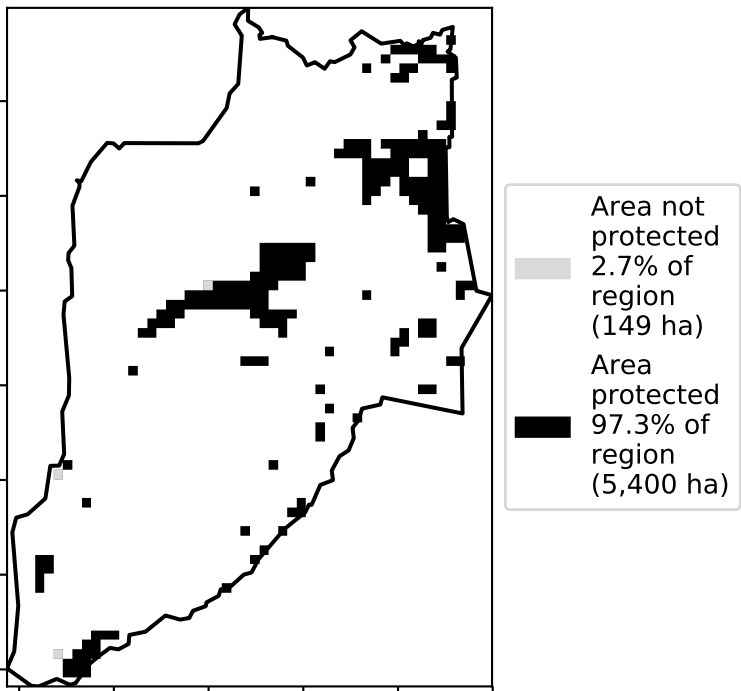 Area not
protected
2.7% of
region
(149 ha)
Area
protected
97.3% of
region
(5,400 ha)